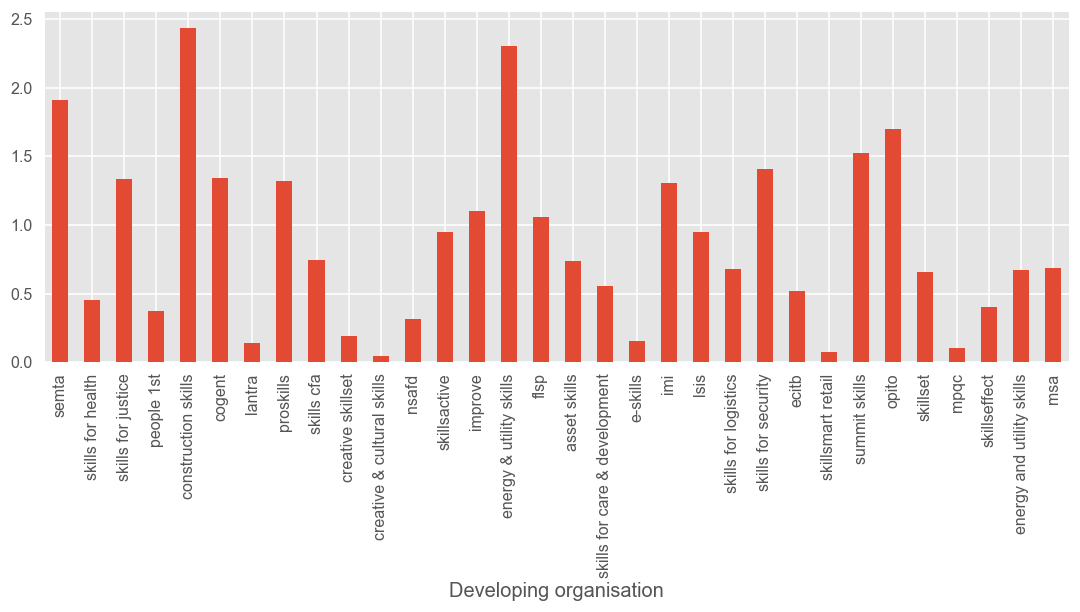 2.5
2.0
1.5
1.0
0.5
0.0
semta
skills for health
skills for justice
people 1st
construction skills
cogent
lantra
proskills
skills cfa
creative skillset
creative & cultural skills
nsafd
skillsactive
improve
energy & utility skills
flsp
asset skills
skills for care & development
e-skills
imi
lsis
skills for logistics
skills for security
ecitb
skillsmart retail
summit skills
opito
skillset
mpqc
skillseffect
energy and utility skills
msa
Developing organisation